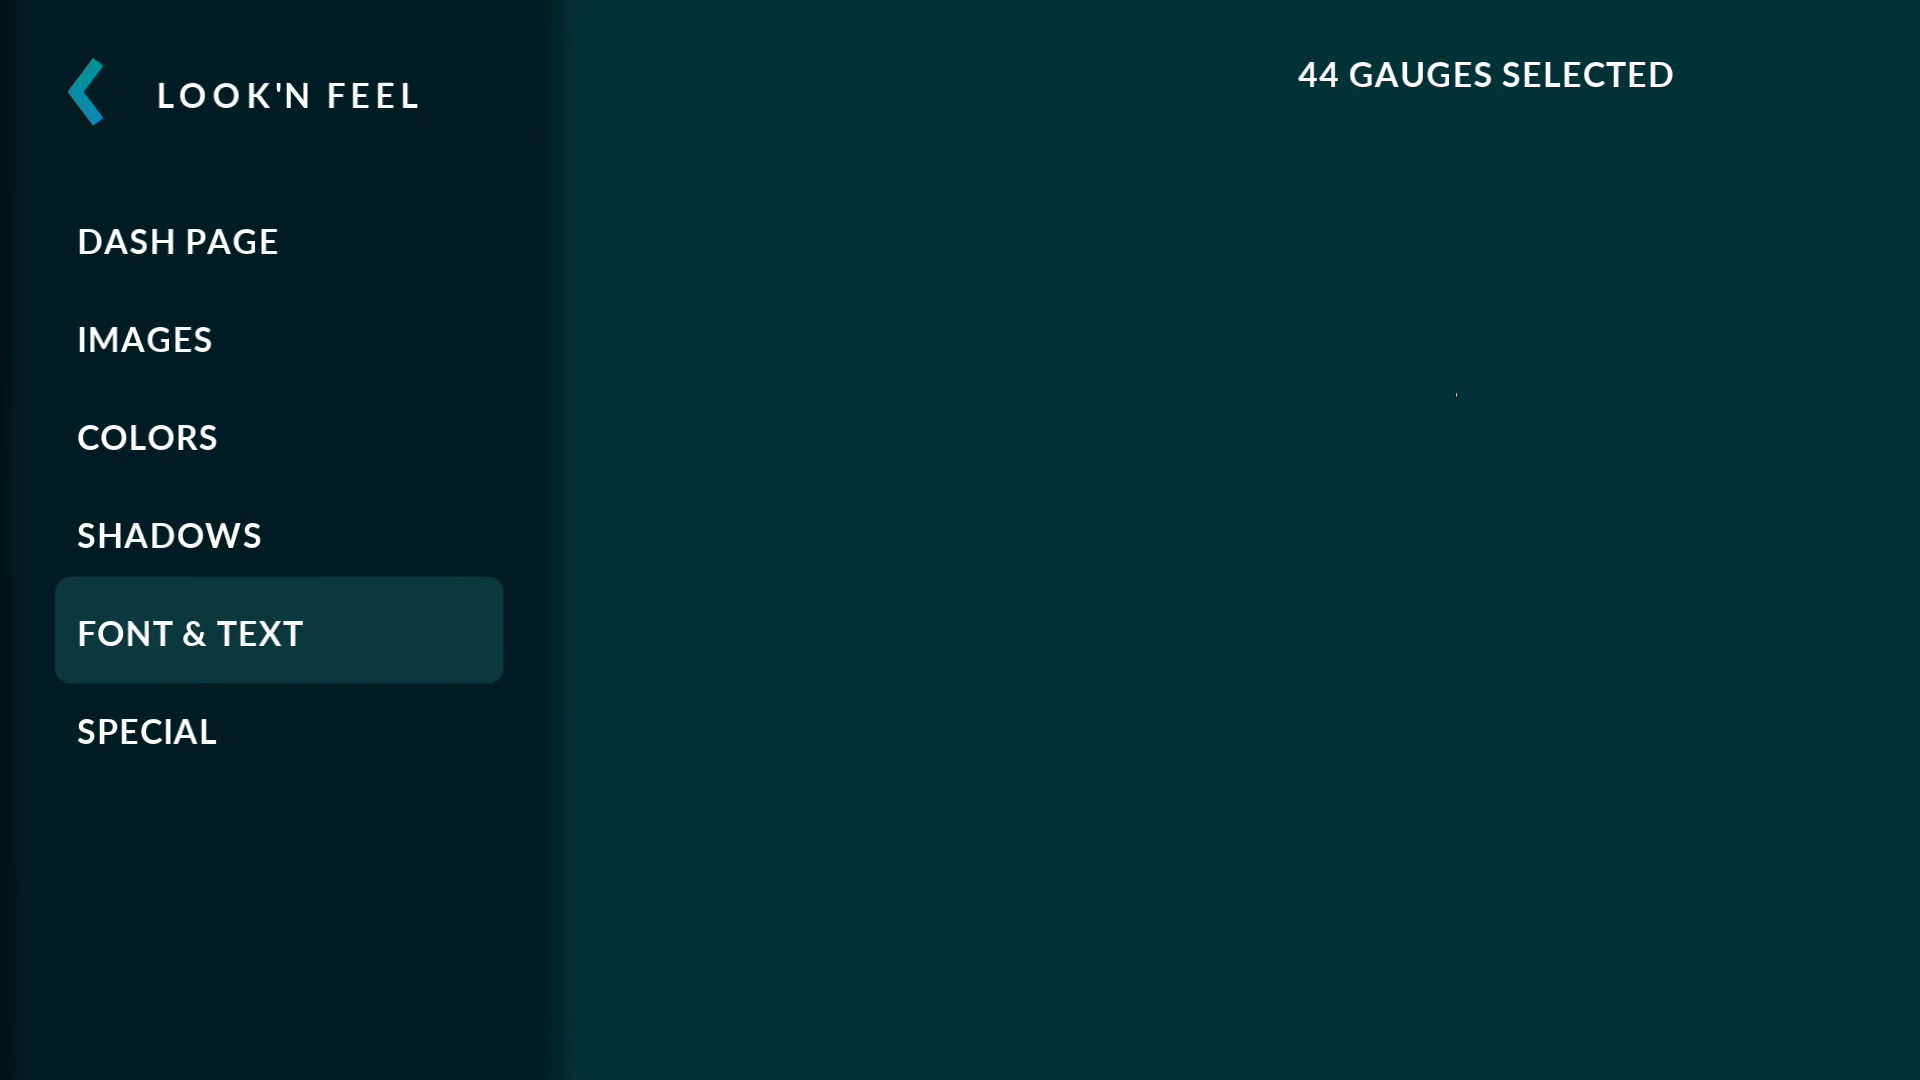 LOOK'N FEEL
44 GAUGES SELECTED
DASH PAGE
IMAGES
COLORS
SHADOWS
FONT & TEXT
SPECIAL